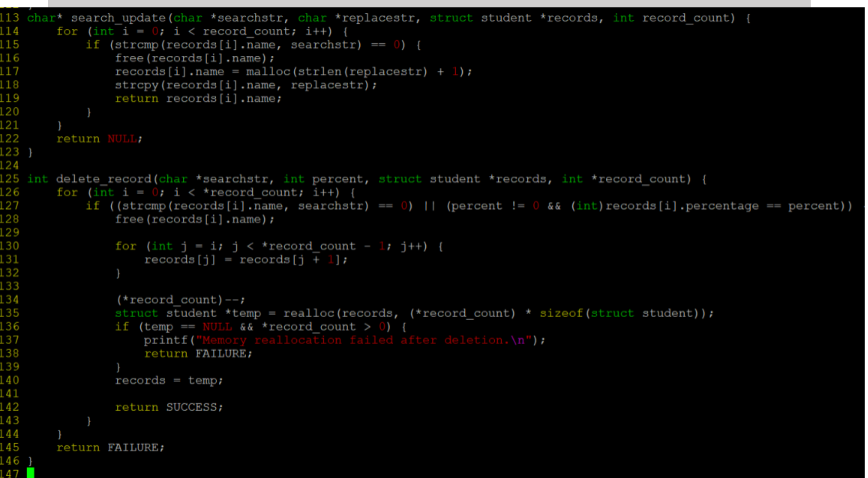 113 char* search_update(char *searchstr, char *replacestr, struct student *records, int record_count) {
114     for (int i = 0; i < record_count; i++) {
115         if (strcmp(records[i].name, searchstr) == 0) {
116             free(records[i].name);
117             records[i].name = malloc(strlen(replacestr) + 1);
118             strcpy(records[i].name, replacestr);
119             return records[i].name;
120         }
121     }
122     return NULL;
123 }
124
125 int delete_record(char *searchstr, int percent, struct student *records, int *record_count) {
126     for (int i = 0; i < *record_count; i++) {
127         if ((strcmp(records[i].name, searchstr) == 0) || (percent != 0 && (int)records[i].percentage == percent))
128             free(records[i].name);
129
130             for (int j = i; j < *record_count - 1; j++) {
131                 records[j] = records[j + 1];
132             }
133
134             (*record_count)--;
135             struct student *temp = realloc(records, (*record_count) * sizeof(struct student));
136             if (temp == NULL && *record_count > 0) {
137                 printf("Memory reallocation failed after deletion.\n");
138                 return FAILURE;
139             }
140             records = temp;
141
142             return SUCCESS;
143         }
144     }
145     return FAILURE;
146 }
147